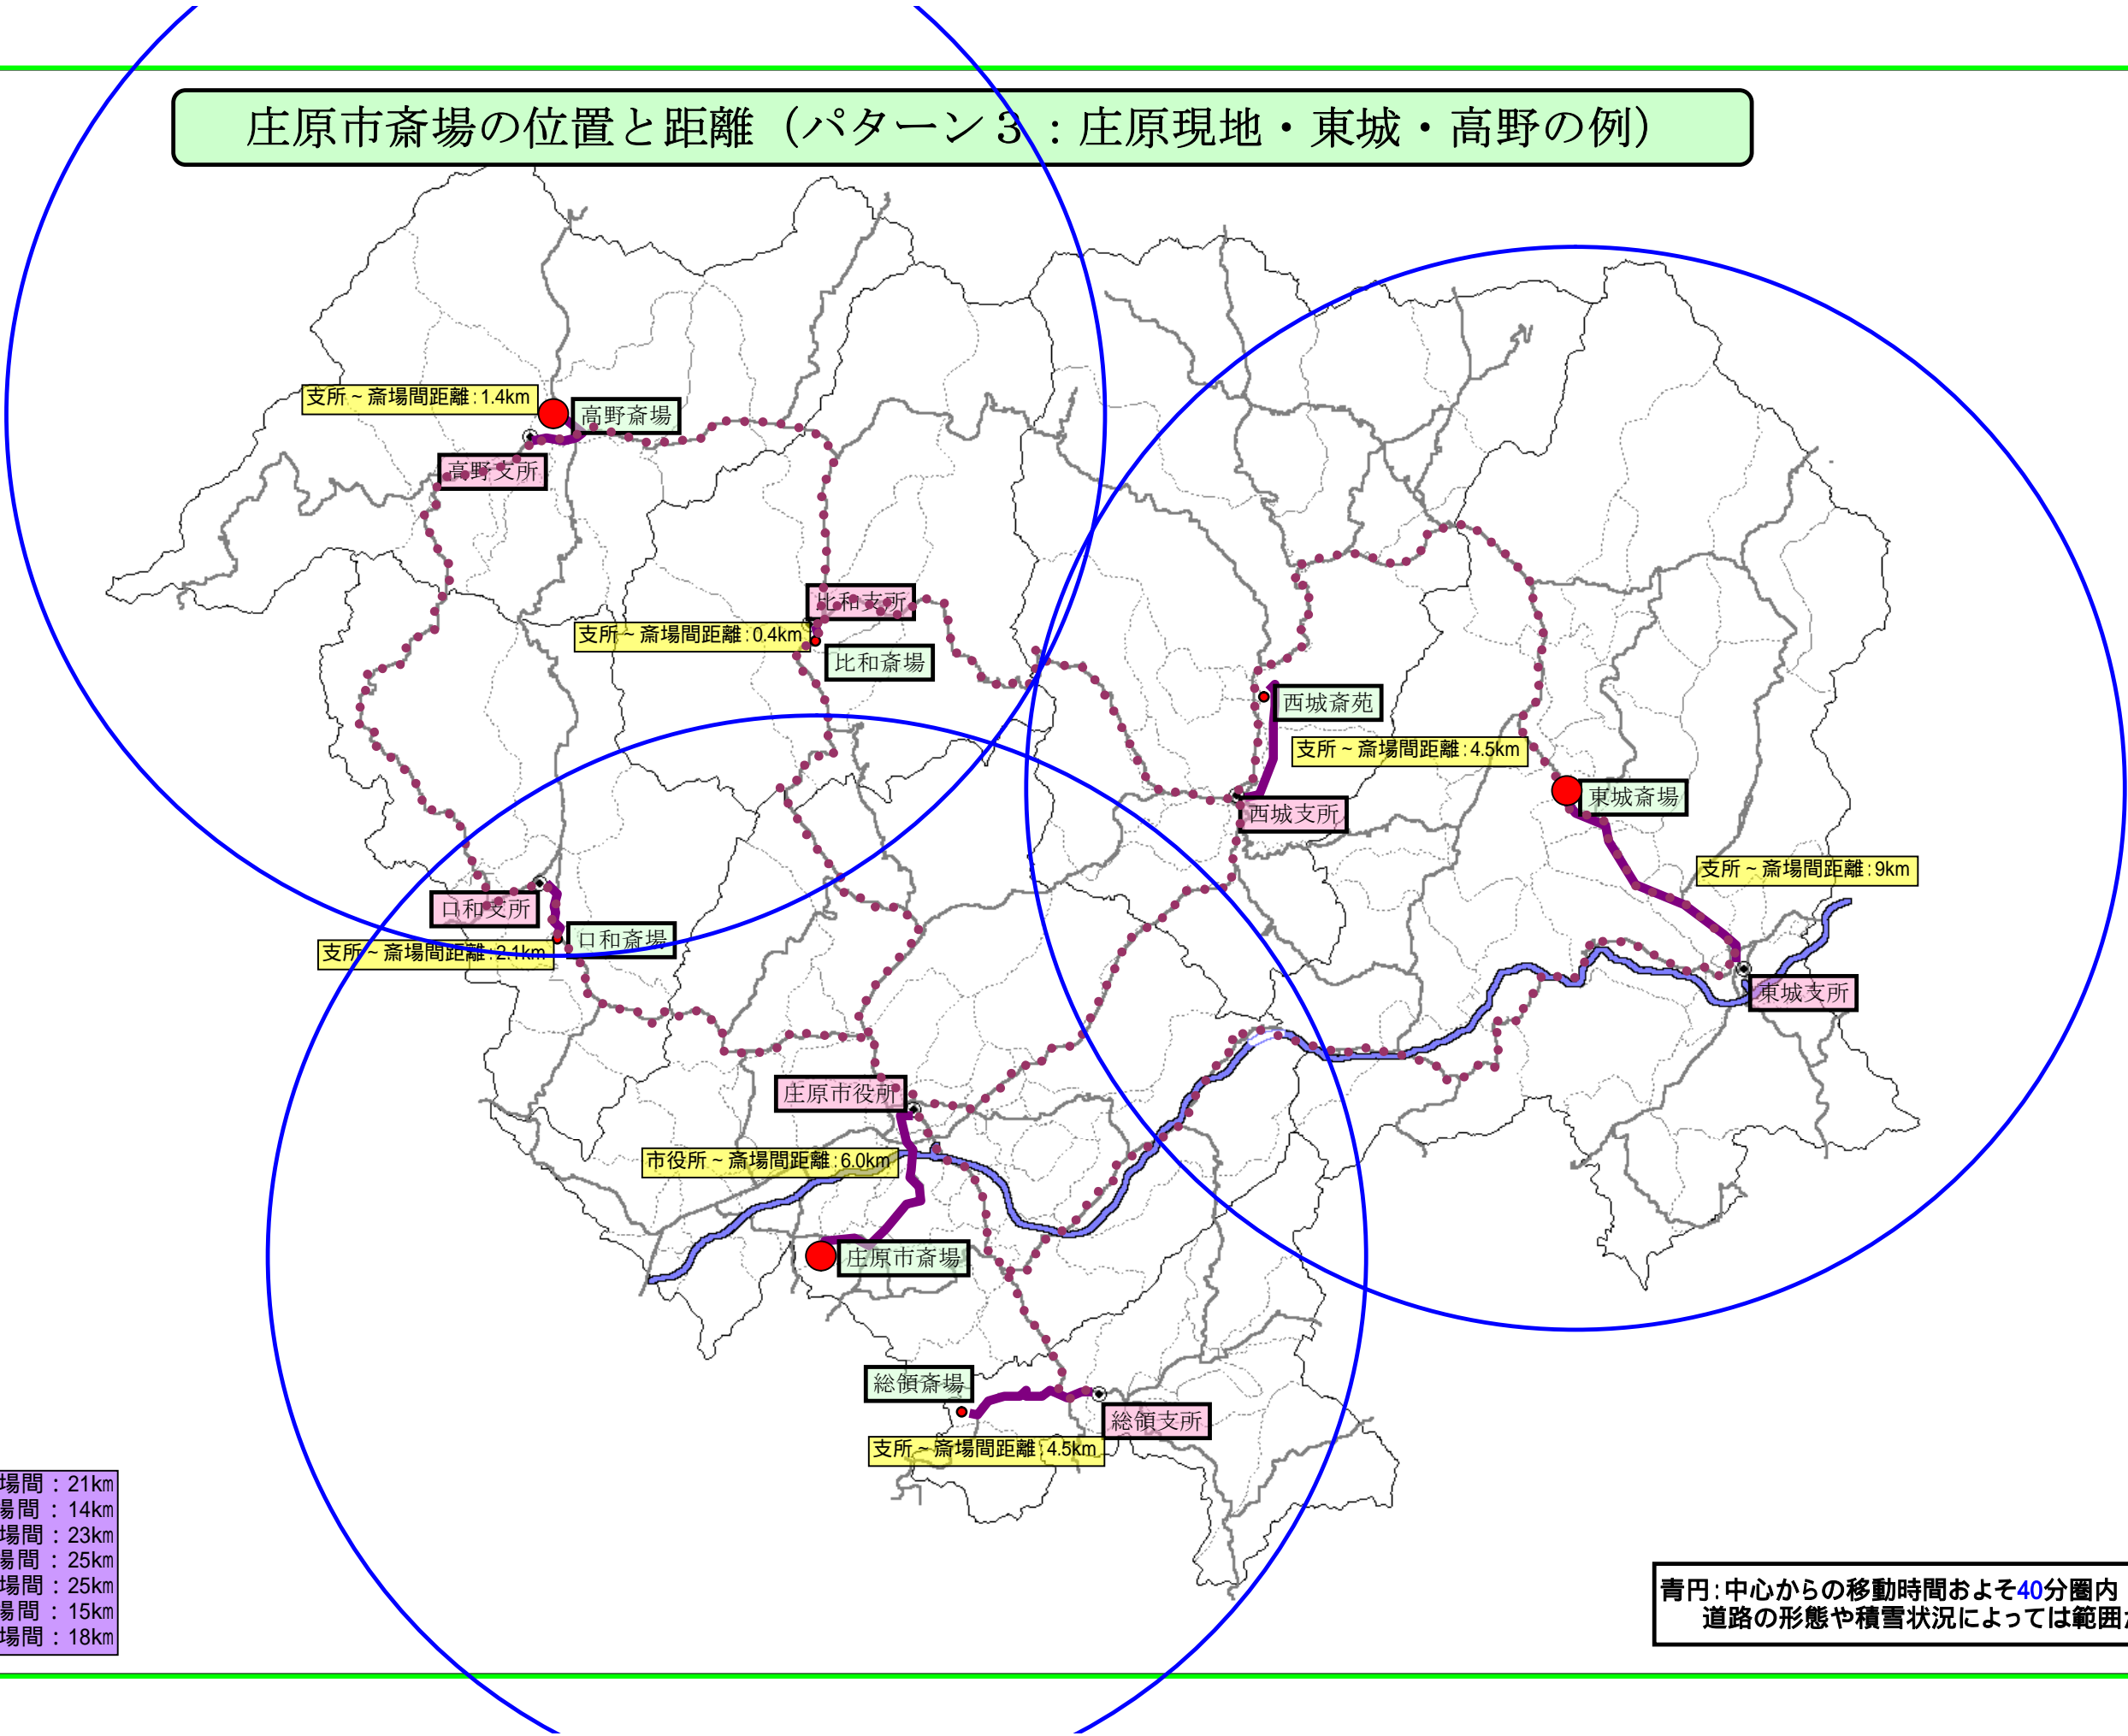 庄原市斎場の位置と距離（パターン３：庄原現地・東城・高野の例）
支所～斎場間距離:1.4km
高野斎場
高野支所
比和支所
支所～斎場間距離:0.4km
比和斎場
西城斎苑
支所～斎場間距離:4.5km
西城支所
東城斎場
支所～斎場間距離:9km
口和支所
口和斎場
支所～斎場間距離:2.1km
東城支所
庄原市役所
市役所～斎場間距離:6.0km
庄原市斎場
総領斎場
総領支所
支所～斎場間距離:4.5km
場間：21km
場間：14km
場間：23km
場間：25km
場間：25km
場間：15km
場間：18km
青円:中心からの移動時間およそ40分圏内
道路の形態や積雪状況によっては範囲